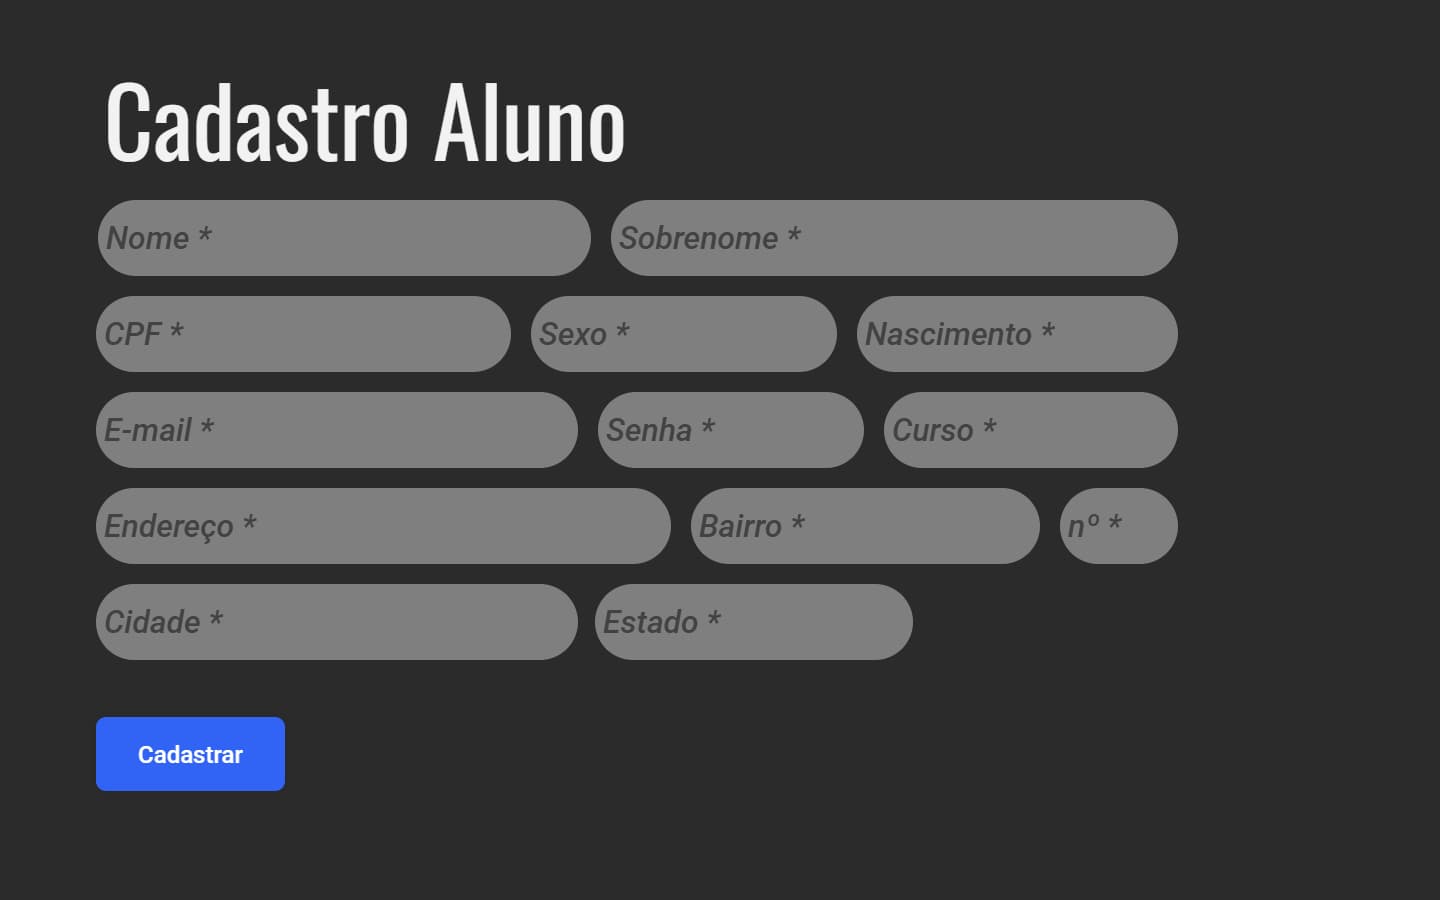 Cadastro Aluno
Nome * Sobrenome *
CPF * Sexo * Nascimento *
E-mail * Senha * Curso *
Endereço * Bairro * nº *
Cidade * Estado *
Cadastrar